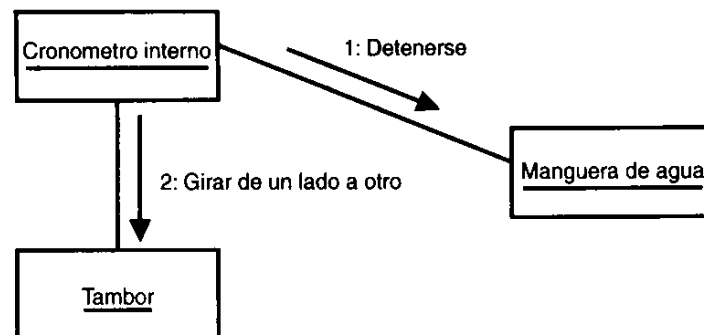 Cronometro interno
1: Detenerse
Manguera de agua
2: Girar de un lado a otro
Tambor